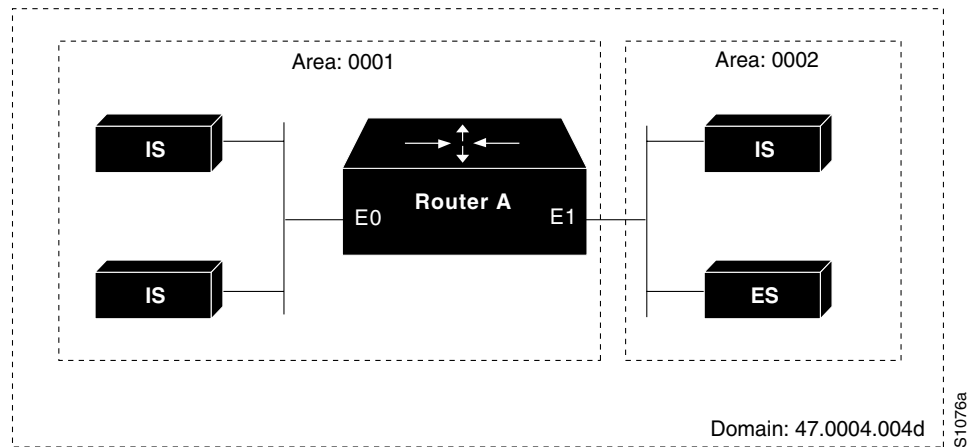 Area: 0001
Area: 0002
IS
IS
Router A
E0
E1
IS
ES
Domain: 47.0004.004d
S1076a